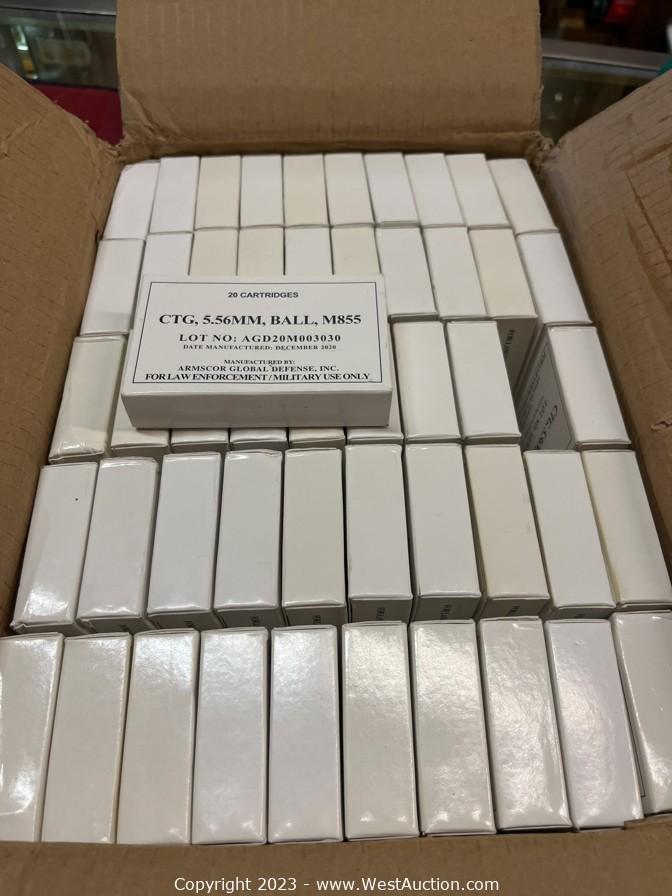 20 CARTRIDGES
CTG, 5.56MM, BALL, M855
LOT NO: AGD20M003030
DATE MANUFACTURED: DECEMBER 2020
MANUFACTURED BY:
ARMSCOR GLOBAL DEFENSE, INC.
FOR LAW ENFORCEMENT / MILITARY USE ONLY
Copyright 2023 - www.WestAuction.com